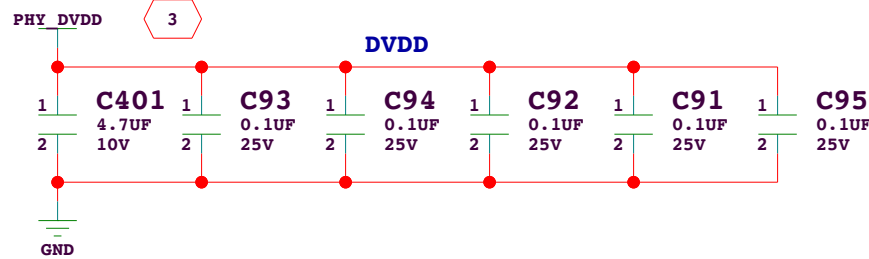 PHY_DVDD
3
DVDD
1 C401 1 C93 1 C94 1 C92 1 C91 1 C95
4.7UF 0.1UF 0.1UF 0.1UF 0.1UF 0.1UF
2 10V 2 25V 2 25V 2 25V 2 25V 2 25V
GND